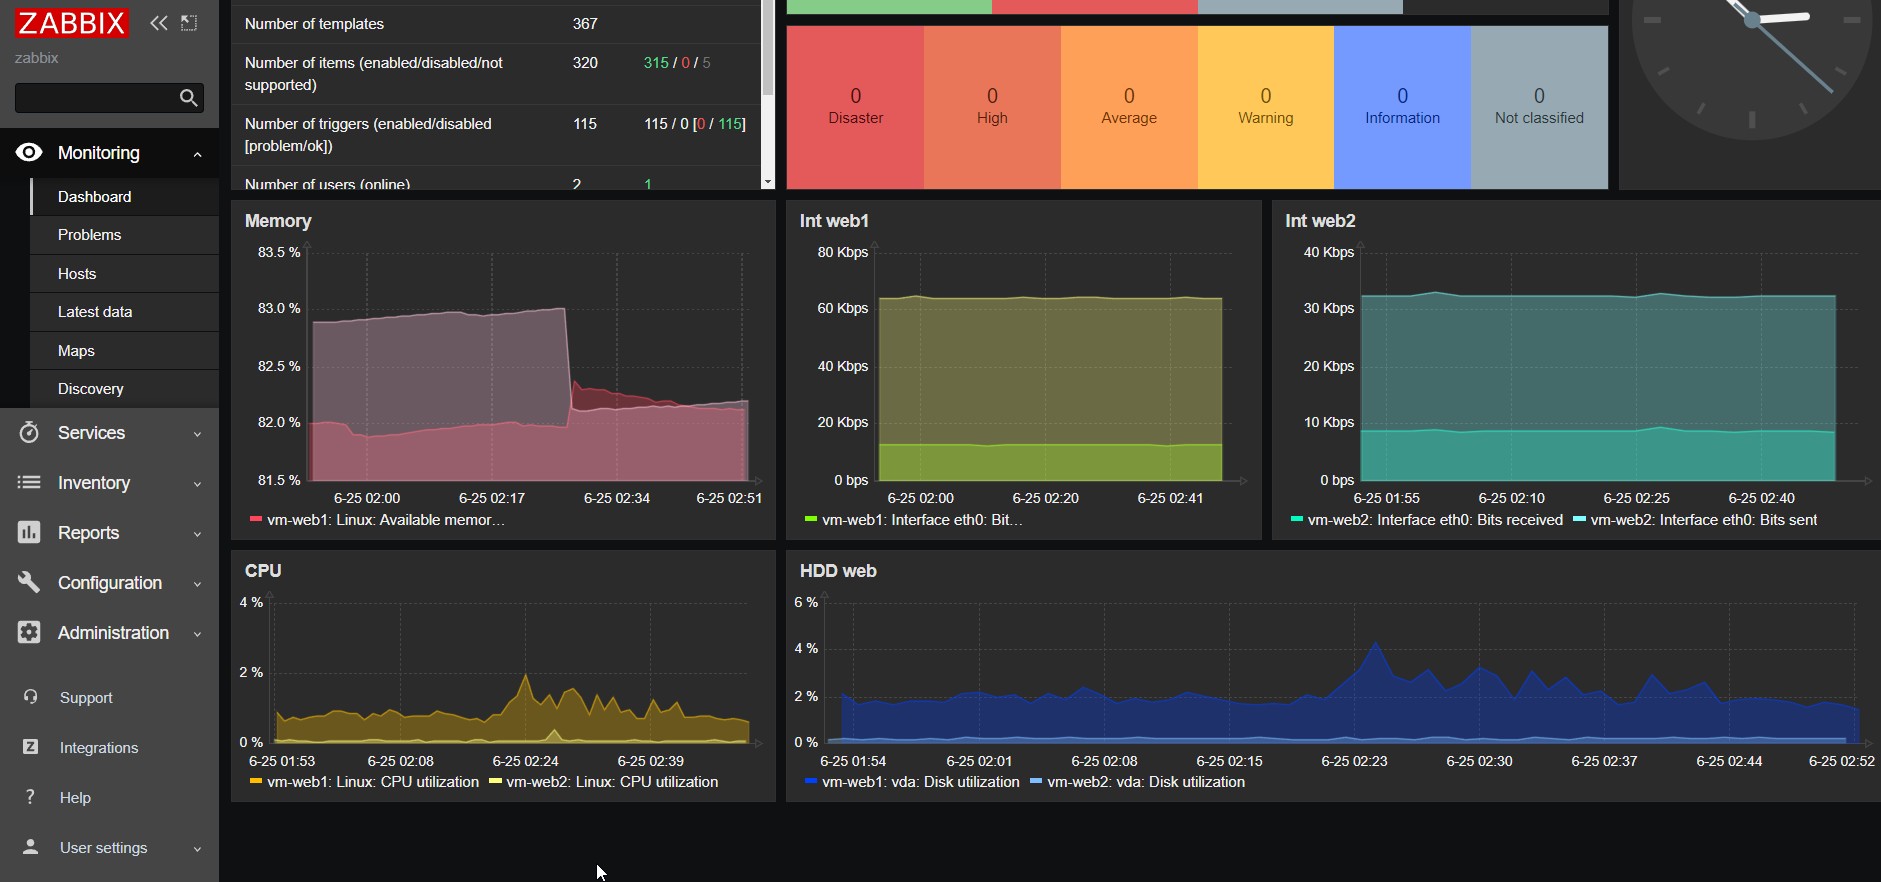 ZABBIX
zabbix
Monitoring
Dashboard
Problems
Hosts
Latest data
Maps
Discovery
Services
Inventory
Reports
Configuration
Administration
Support
Integrations
Help
User settings
Number of templates 367
Number of items (enabled/disabled/not supported) 320 315 / 0 / 5
Number of triggers (enabled/disabled [problem/ok]) 115 115 / 0 [0 / 115]
Number of users (online) 2 1
0 0 0 0 0 0
Disaster High Average Warning Information Not classified
Memory
83.5 %
83.0 %
82.5 %
82.0 %
81.5 %
6-25 02:00 6-25 02:17 6-25 02:34 6-25 02:51
vm-web1: Linux: Available memor...
Int web1
80 Kbps
60 Kbps
40 Kbps
20 Kbps
0 bps
6-25 02:00 6-25 02:20 6-25 02:41
vm-web1: Interface eth0: Bit...
Int web2
40 Kbps
30 Kbps
20 Kbps
10 Kbps
0 bps
6-25 01:55 6-25 02:10 6-25 02:25 6-25 02:40
vm-web2: Interface eth0: Bits received vm-web2: Interface eth0: Bits sent
CPU
4 %
2 %
0 %
6-25 01:53 6-25 02:08 6-25 02:24 6-25 02:39
vm-web1: Linux: CPU utilization vm-web2: Linux: CPU utilization
HDD web
6 %
4 %
2 %
0 %
6-25 01:54 6-25 02:01 6-25 02:08 6-25 02:15 6-25 02:23 6-25 02:30 6-25 02:37 6-25 02:44 6-25 02:52
vm-web1: vda: Disk utilization vm-web2: vda: Disk utilization